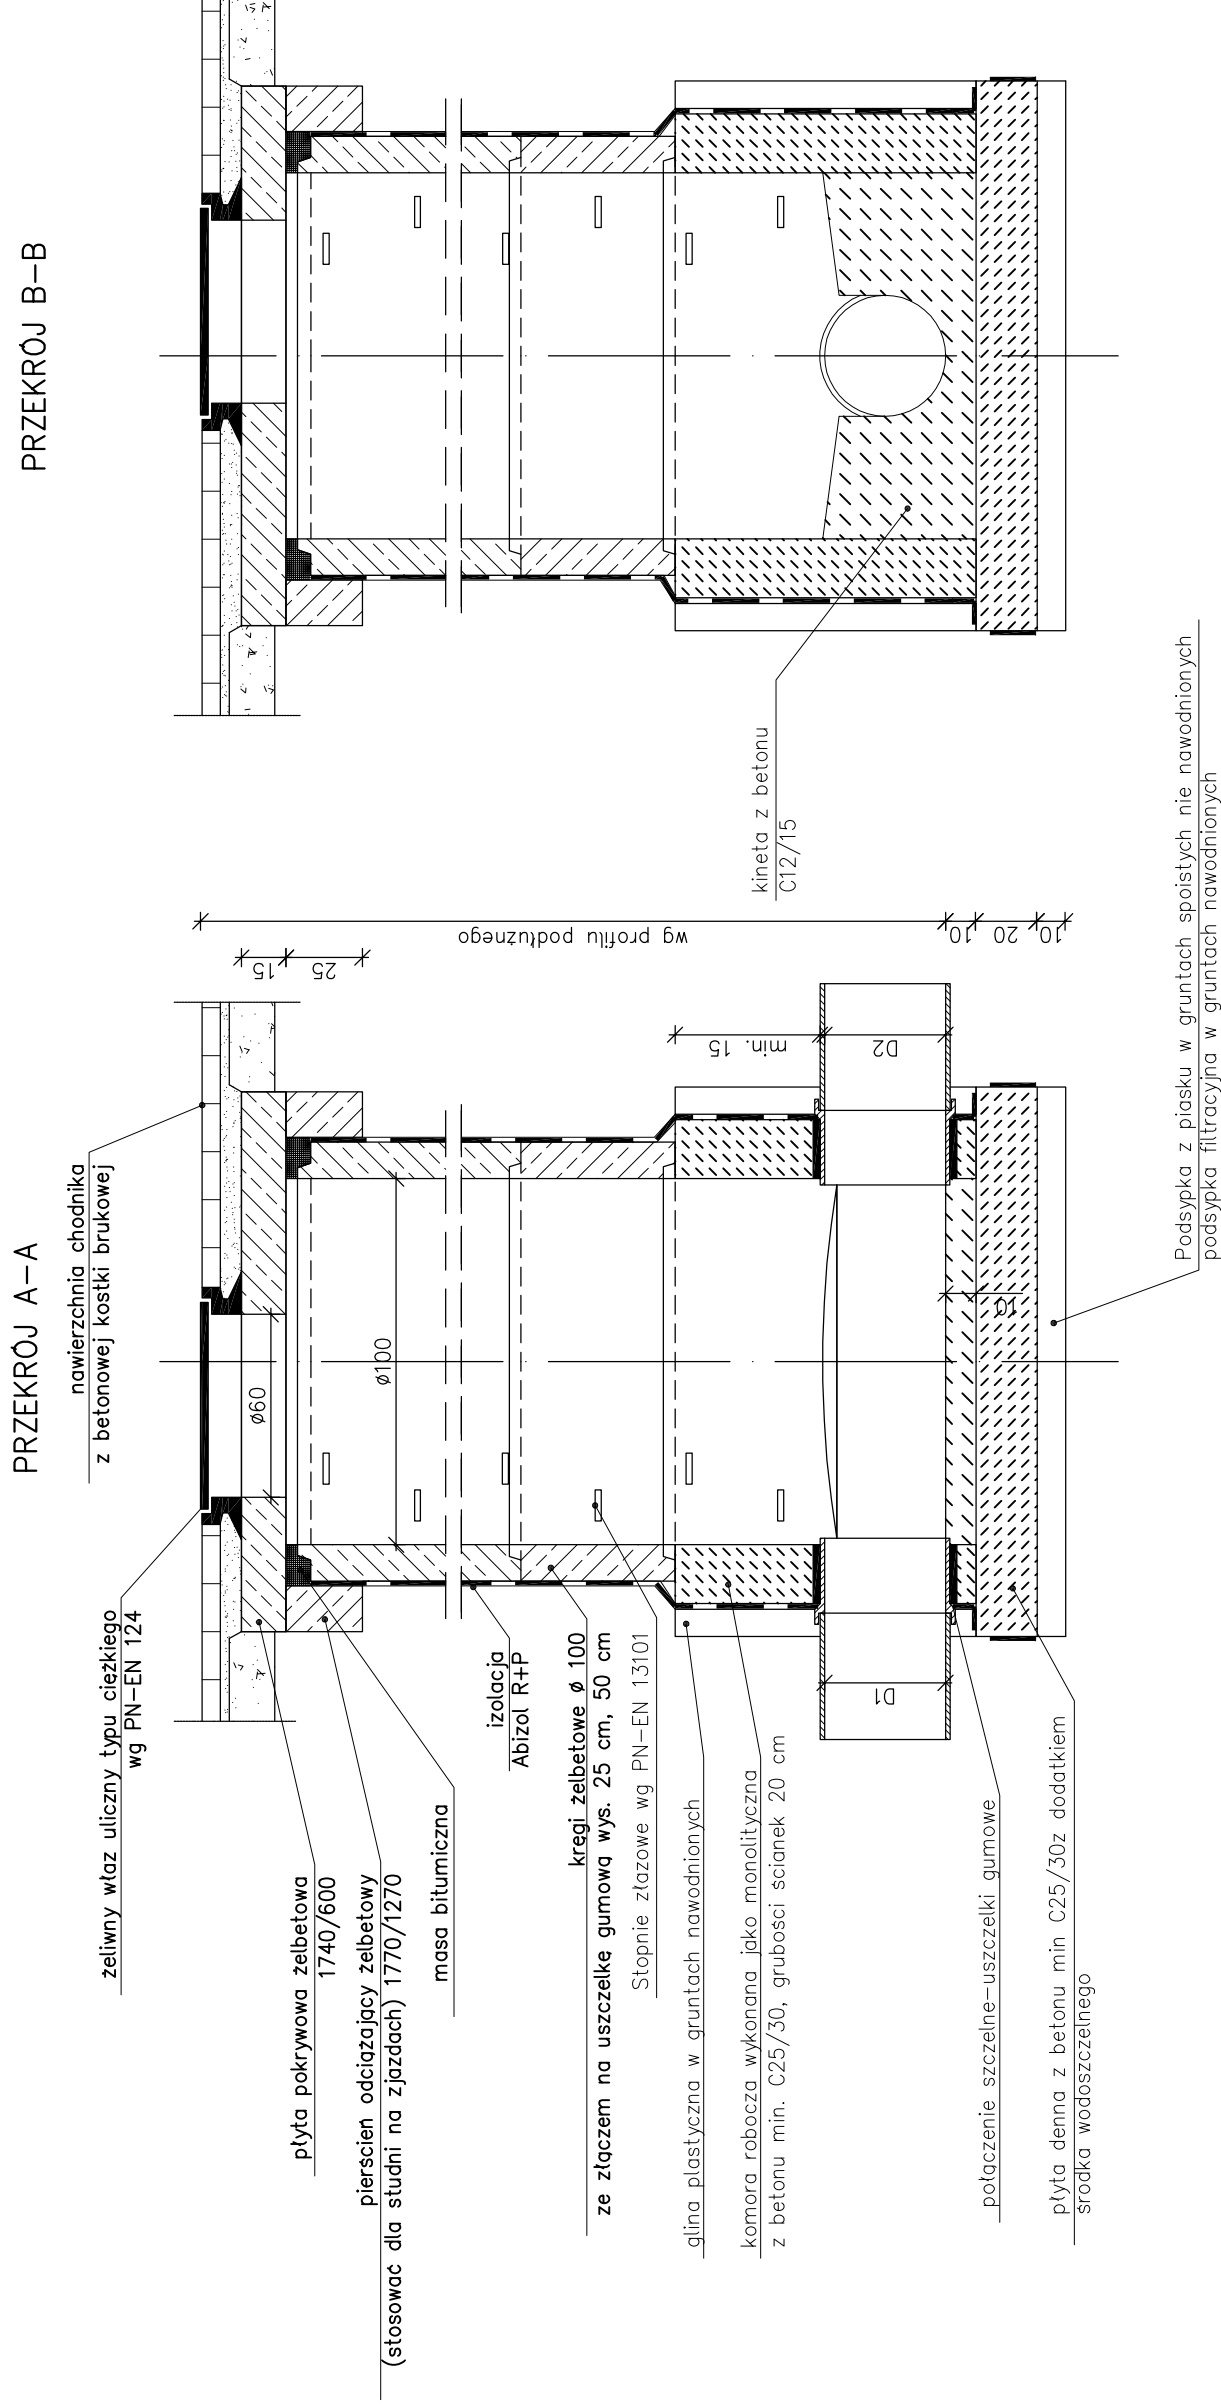 PRZEKRÓJ A-A
PRZEKRÓJ B-B
nawierzchnia chodnika
z betonowej kostki brukowej
żeliwny właz uliczny typu ciężkiego
wg PN-EN 124
płyta pokrywowa żelbetowa
1740/600
pierscień odciążający żelbetowy
(stosować dla studni na zjazdach) 1770/1270
masa bitumiczna
izolacja
Abizol R+P
kręgi żelbetowe ø 100
ze złączem na uszczelkę gumową wys. 25 cm, 50 cm
Stopnie złazowe wg PN-EN 13101
glina plastyczna w gruntach nawodnionych
komora robocza wykonana jako monolityczna
z betonu min. C25/30, grubości ścianek 20 cm
połączenie szczelne-uszczelki gumowe
płyta denna z betonu min C25/30z dodatkiem
środka wodoszczelnego
Podsypka z piasku w gruntach spoistych nie nawodnionych
podsypka filtracyjna w gruntach nawodnionych
kineta z betonu
C12/15
ø60
ø100
15
25
wg profilu podłużnego
10
20
10
min. 15
D2
D1
10